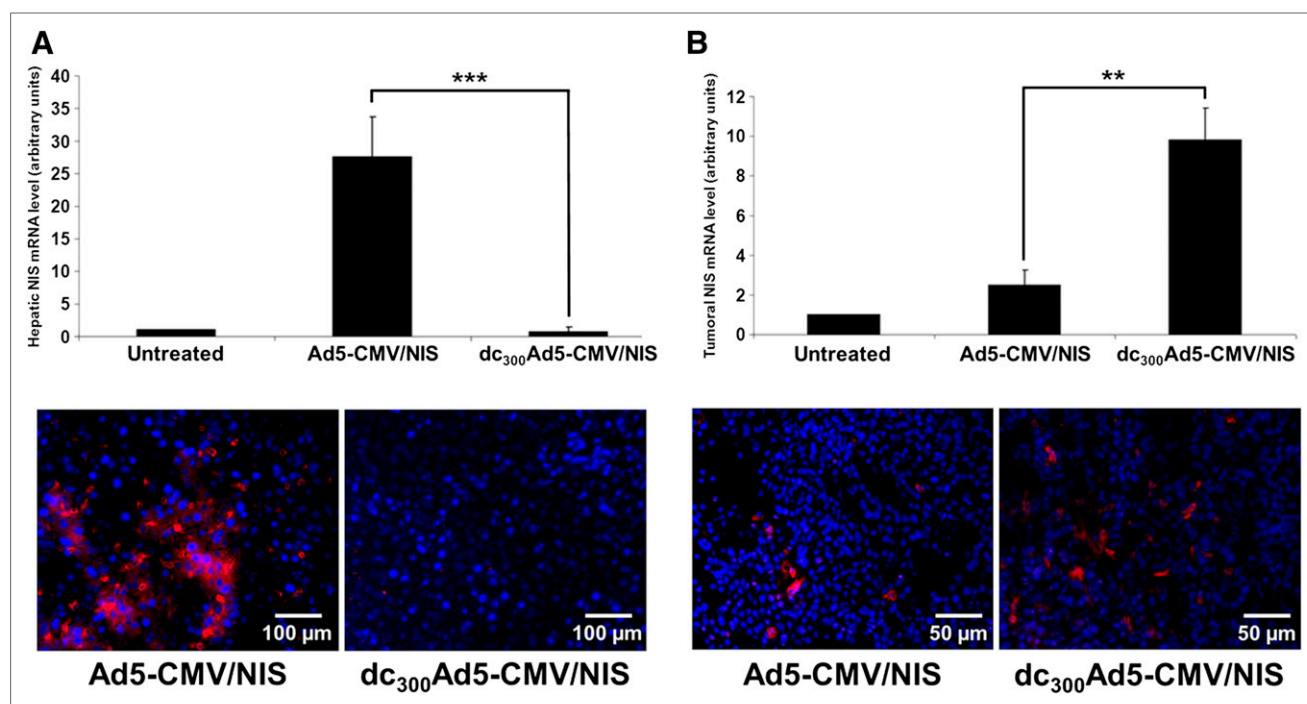 A
Hepatic NIS mRNA level (arbitrary units)
40
35
30
25
20
15
10
5
0
***
Untreated
Ad5-CMV/NIS
dc₃₀₀Ad5-CMV/NIS
B
Tumoral NIS mRNA level (arbitrary units)
12
10
8
6
4
2
0
**
Untreated
Ad5-CMV/NIS
dc₃₀₀Ad5-CMV/NIS
100 µm
100 µm
Ad5-CMV/NIS
dc₃₀₀Ad5-CMV/NIS
50 µm
50 µm
Ad5-CMV/NIS
dc₃₀₀Ad5-CMV/NIS